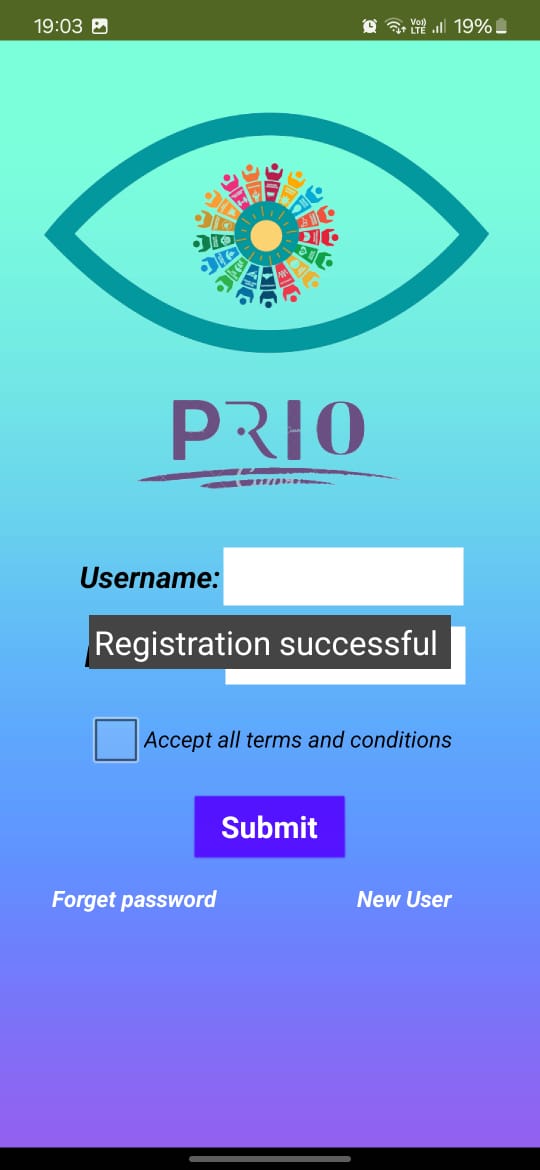 19:03
Vo)) LTE 19%
PRIO
Username:
Registration successful
Accept all terms and conditions
Submit
Forget password
New User